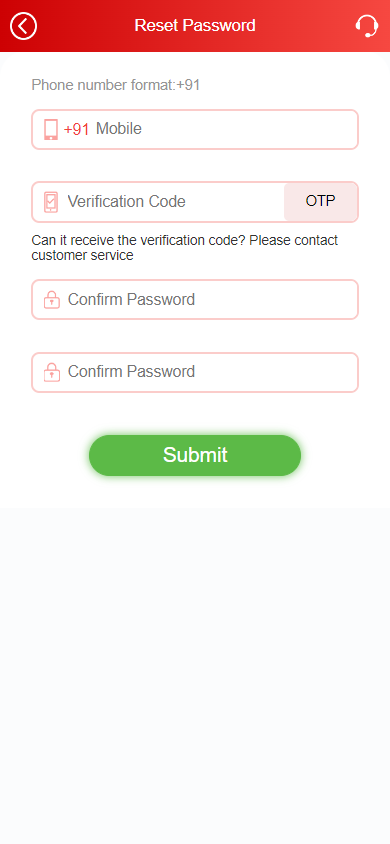 Reset Password
Phone number format:+91
+91 Mobile
Verification Code OTP
Can it receive the verification code? Please contact
customer service
Confirm Password
Confirm Password
Submit